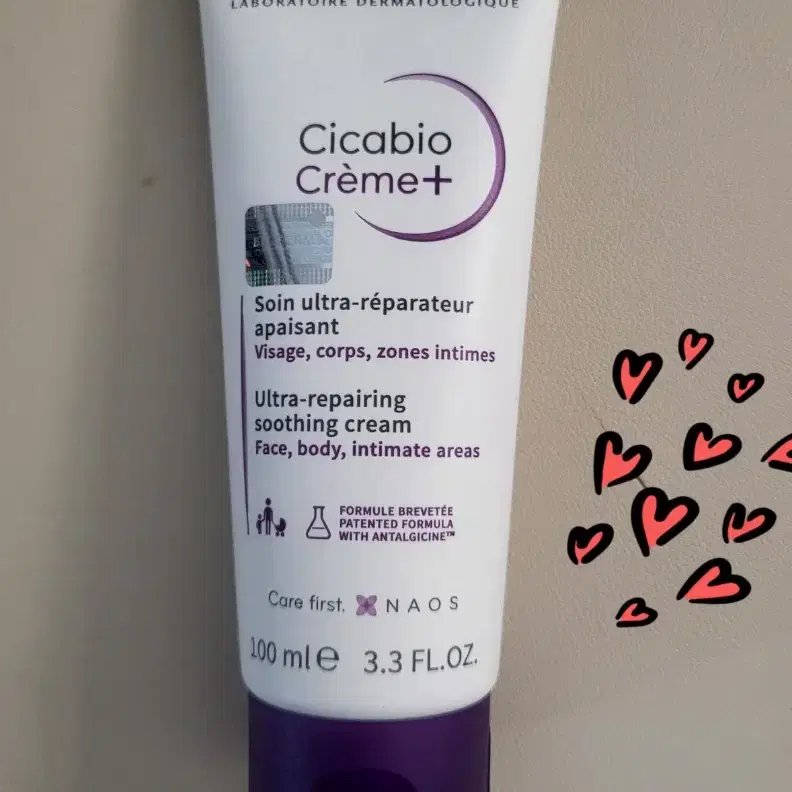 LABORATOIRE DERMATOLOGIQUE
Cicabio
Crème+
Soin ultra-réparateur
apaisant
Visage, corps, zones intimes
Ultra-repairing
soothing cream
Face, body, intimate areas
FORMULE BREVETÉE
PATENTED FORMULA
WITH ANTALGICINE™
Care first. NAOS
100 ml e 3.3 FL.OZ.